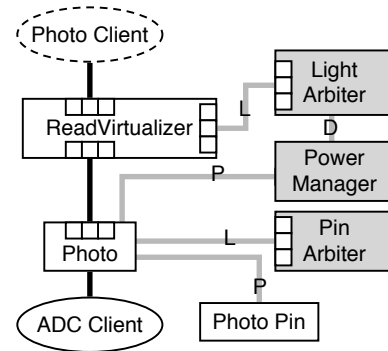 Photo Client
Light
Arbiter
L
ReadVirtualizer
D
Power
Manager
P
Pin
Arbiter
L
Photo
P
ADC Client
Photo Pin